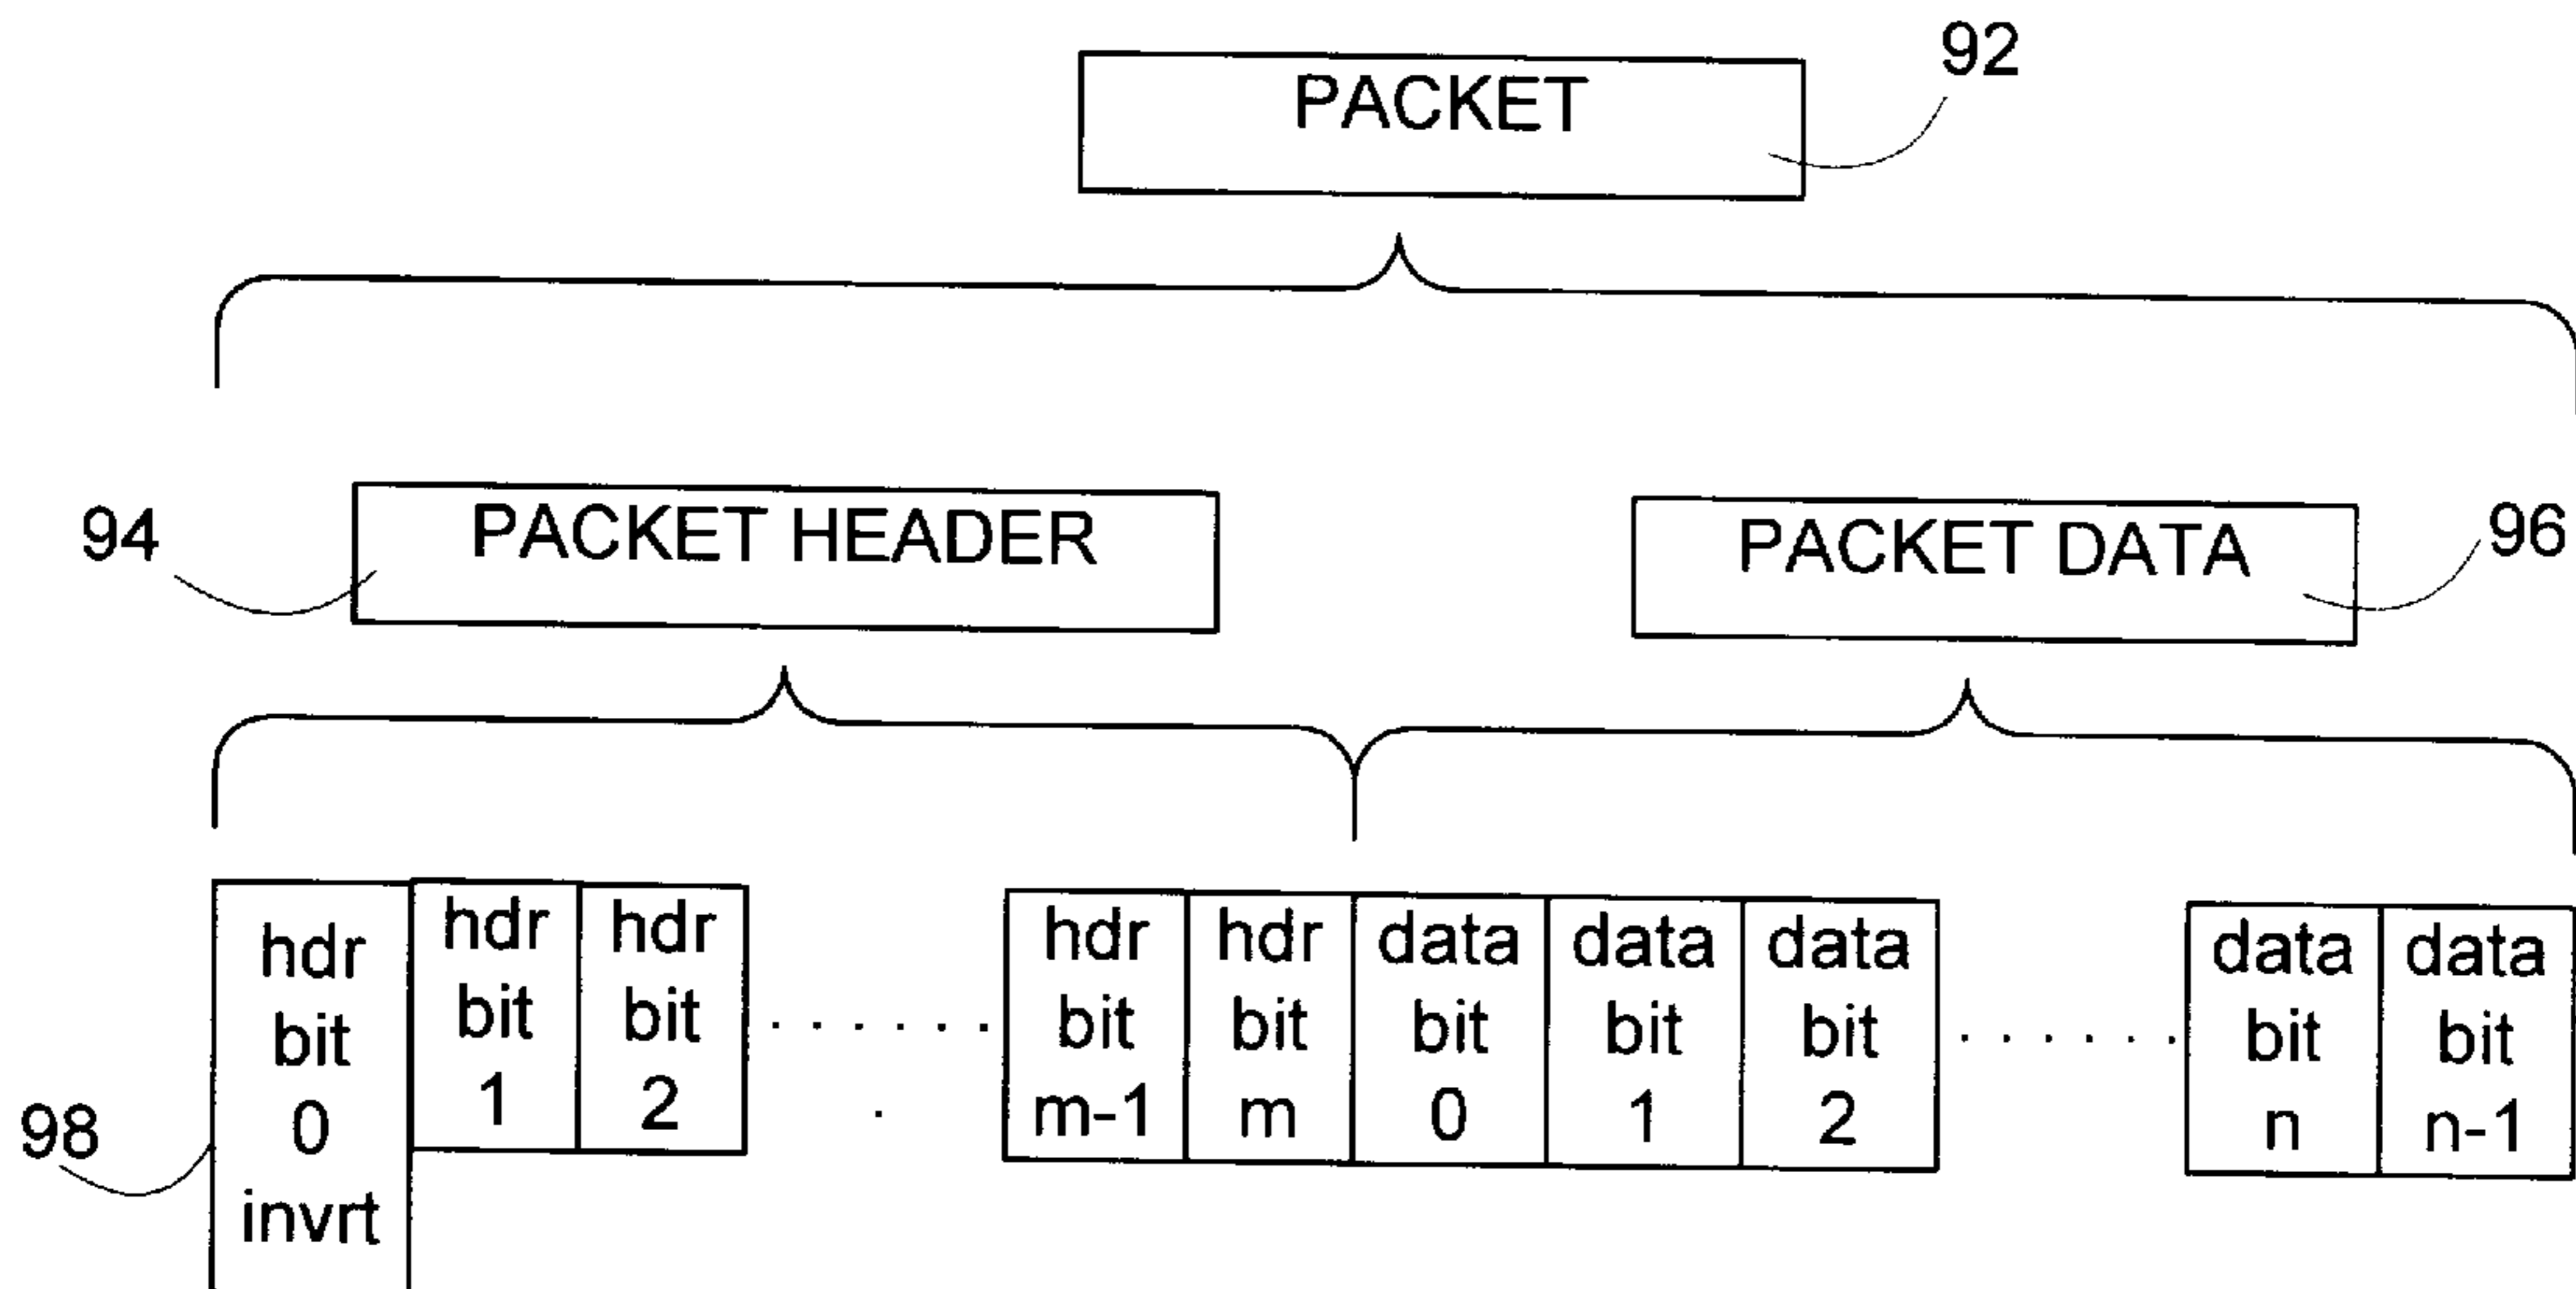 92
PACKET
94
PACKET HEADER
PACKET DATA
96
hdr bit 0 invrt
hdr bit 1
hdr bit 2
. . . . . . .
hdr bit m-1
hdr bit m
data bit 0
data bit 1
data bit 2
. . . . . .
data bit n
data bit n-1
98